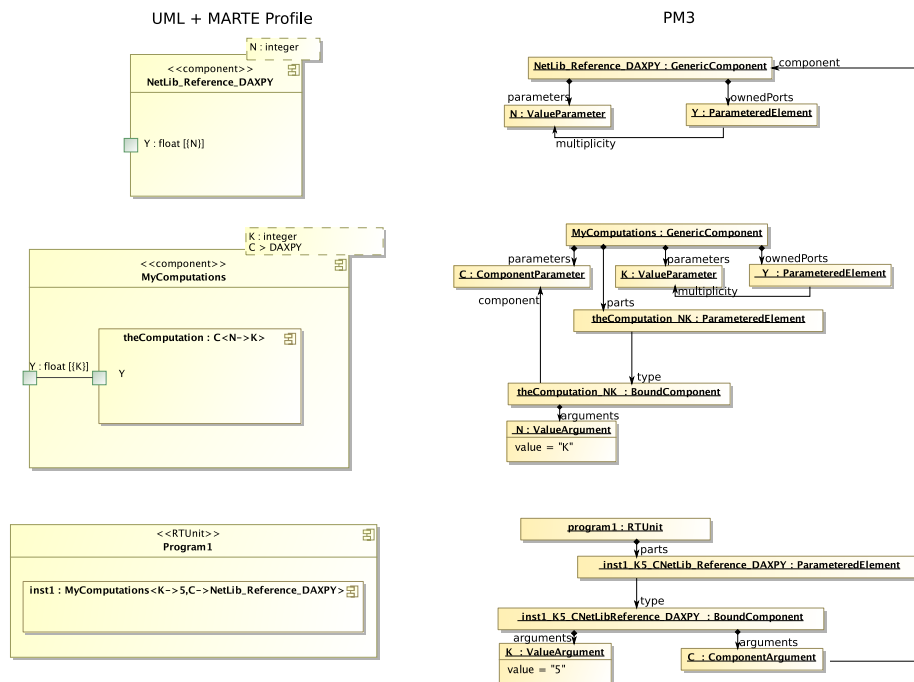 UML + MARTE Profile
PM3
N : integer
<<component>>
NetLib_Reference_DAXPY
Y : float [{N}]
NetLib_Reference_DAXPY : GenericComponent
component
parameters
ownedPorts
N : ValueParameter
Y : ParameteredElement
multiplicity
K : integer
C > DAXPY
<<component>>
MyComputations
theComputation : C<N->K>
Y : float [{K}]
Y
MyComputations : GenericComponent
parameters
parameters
ownedPorts
C : ComponentParameter
K : ValueParameter
Y : ParameteredElement
multiplicity
component
parts
theComputation_NK : ParameteredElement
type
theComputation_NK : BoundComponent
arguments
N : ValueArgument
value = "K"
<<RTUnit>>
Program1
inst1 : MyComputations<K->5,C->NetLib_Reference_DAXPY>
program1 : RTUnit
parts
inst1_K5_CNetLib_Reference_DAXPY : ParameteredElement
type
inst1_K5_CNetLibReference_DAXPY : BoundComponent
arguments
arguments
K : ValueArgument
value = "5"
C : ComponentArgument